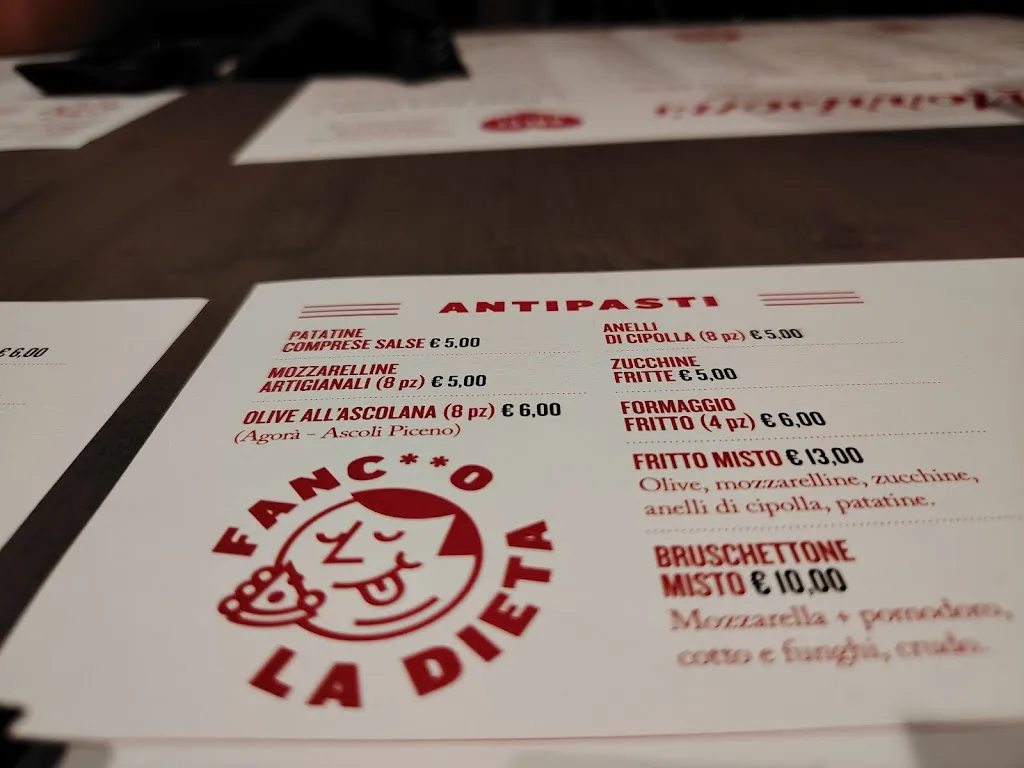 € 6,00
ANTIPASTI
PATATINE
COMPRESE SALSE € 5,00
MOZZARELLINE
ARTIGIANALI (8 pz) € 5,00
OLIVE ALL'ASCOLANA (8 pz) € 6,00
(Agorà - Ascoli Piceno)
FANC**O
LA DIETA
ANELLI
DI CIPOLLA (8 pz) € 5,00
ZUCCHINE
FRITTE € 5,00
FORMAGGIO
FRITTO (4 pz) € 6,00
FRITTO MISTO € 13,00
Olive, mozzarelline, zucchine,
anelli di cipolla, patatine.
BRUSCHETTONE
MISTO € 10,00
Mozzarella + pomodoro,
cotto e funghi, crudo.